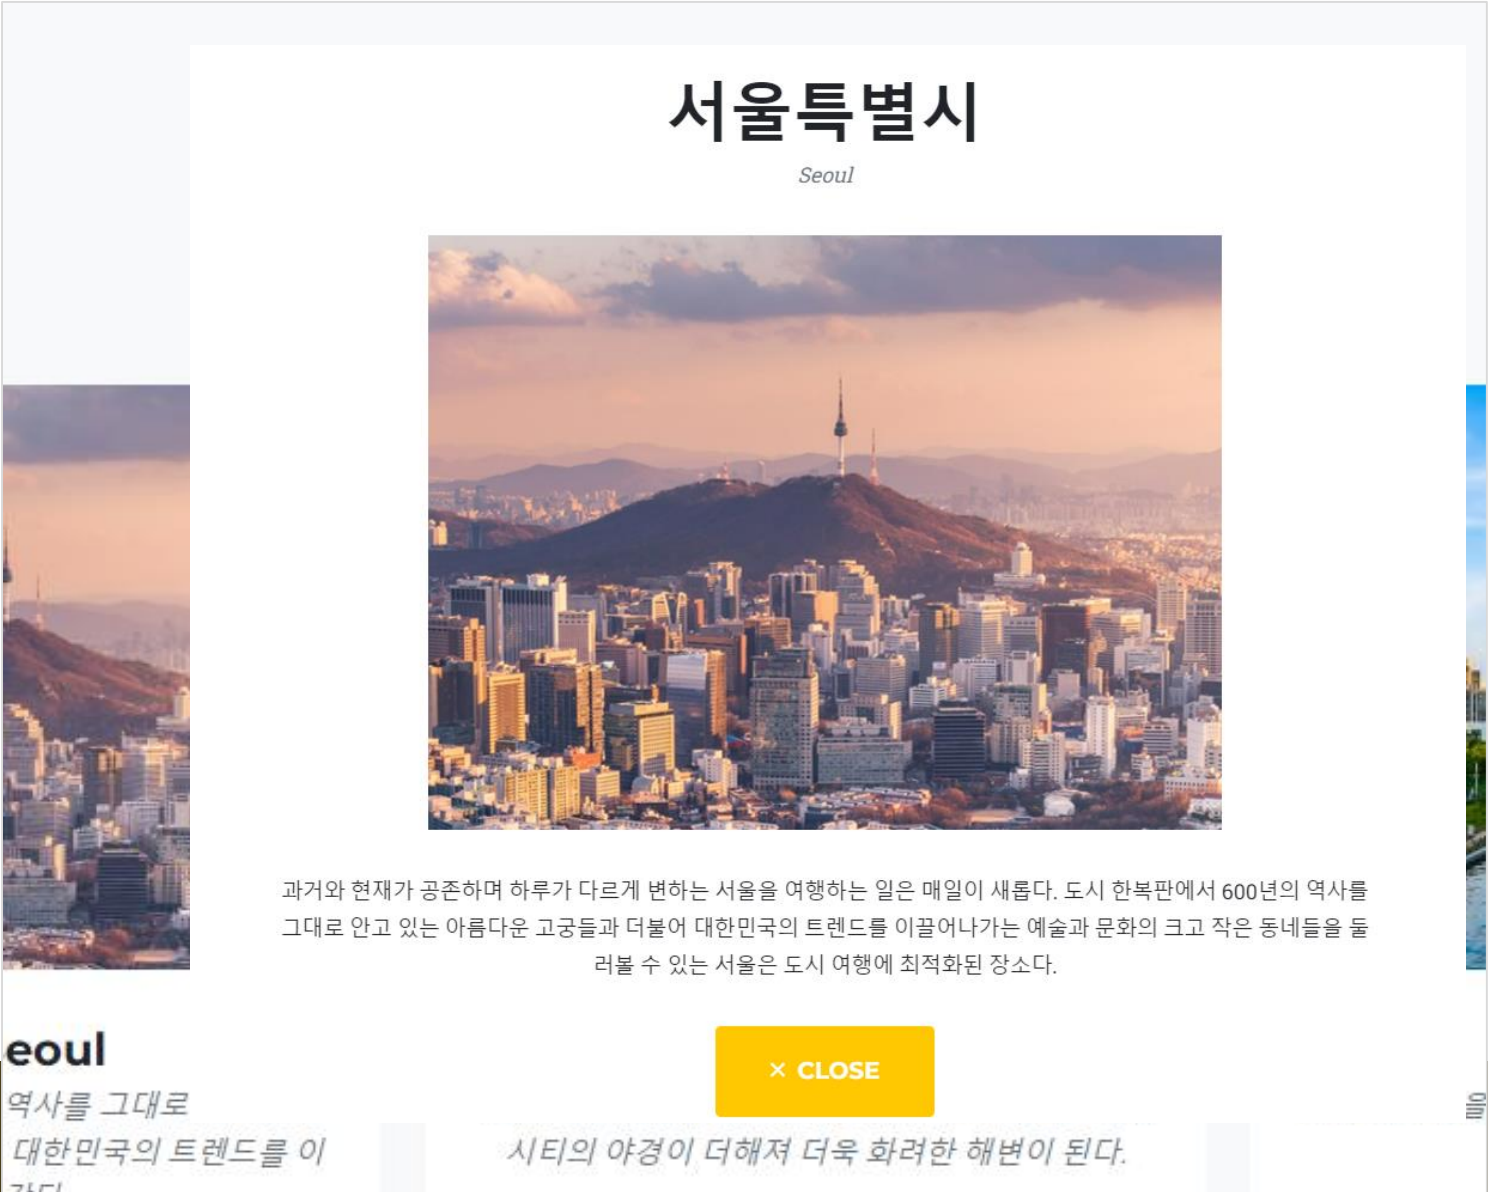 서울특별시
Seoul
과거와 현재가 공존하며 하루가 다르게 변하는 서울을 여행하는 일은 매일이 새롭다. 도시 한복판에서 600년의 역사를
그대로 안고 있는 아름다운 고궁들과 더불어 대한민국의 트렌드를 이끌어나가는 예술과 문화의 크고 작은 동네들을 둘
러볼 수 있는 서울은 도시 여행에 최적화된 장소다.
× CLOSE
eoul
역사를 그대로
을
대한민국의 트렌드를 이
시티의 야경이 더해져 더욱 화려한 해변이 된다.